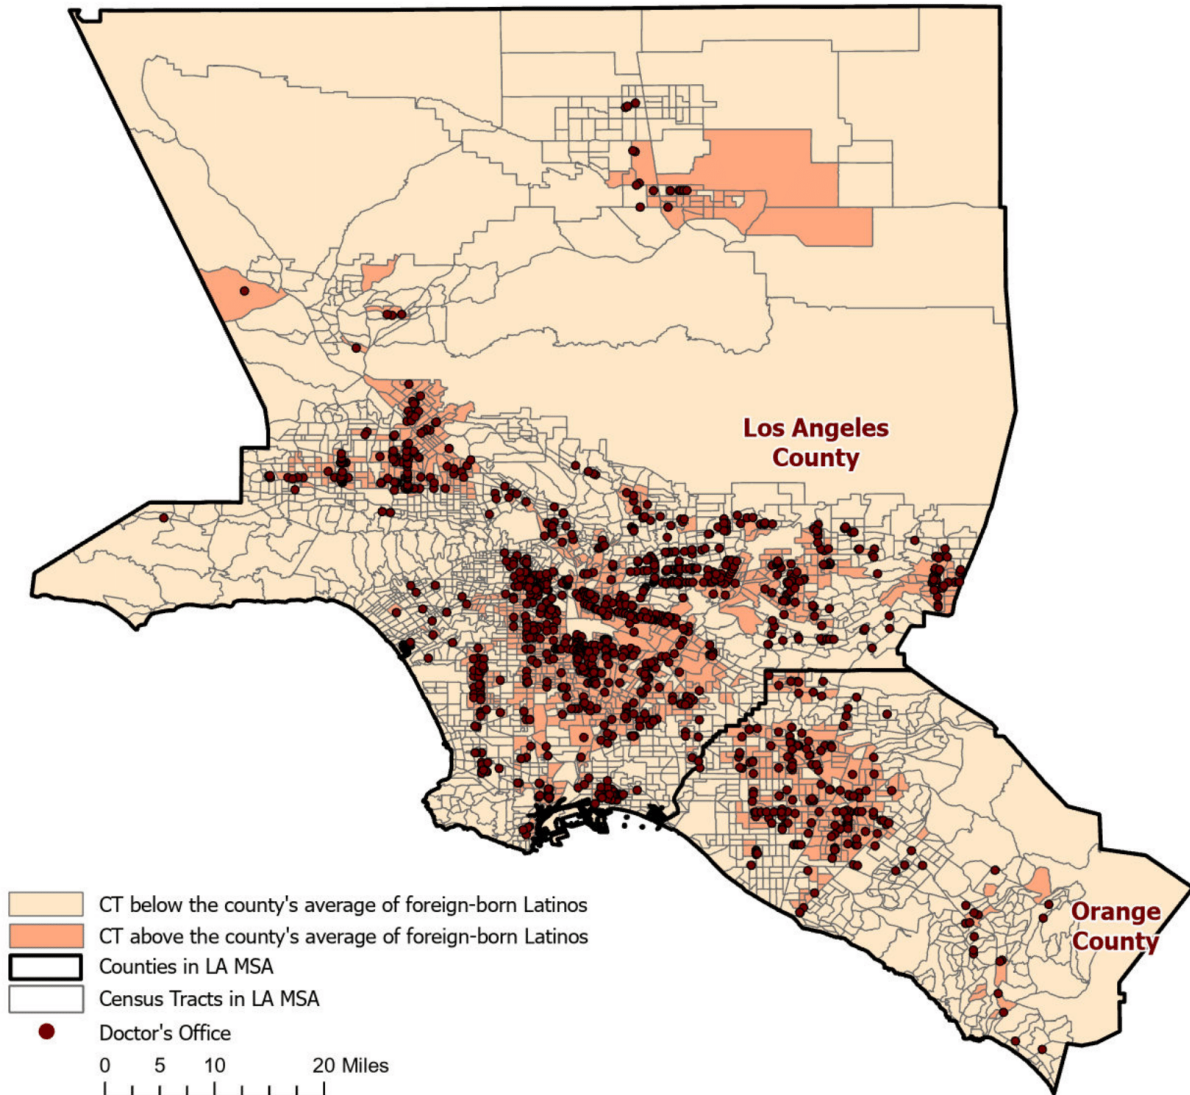 Los Angeles
County
Orange
County
CT below the county's average of foreign-born Latinos
CT above the county's average of foreign-born Latinos
Counties in LA MSA
Census Tracts in LA MSA
Doctor's Office
0 5 10 20 Miles